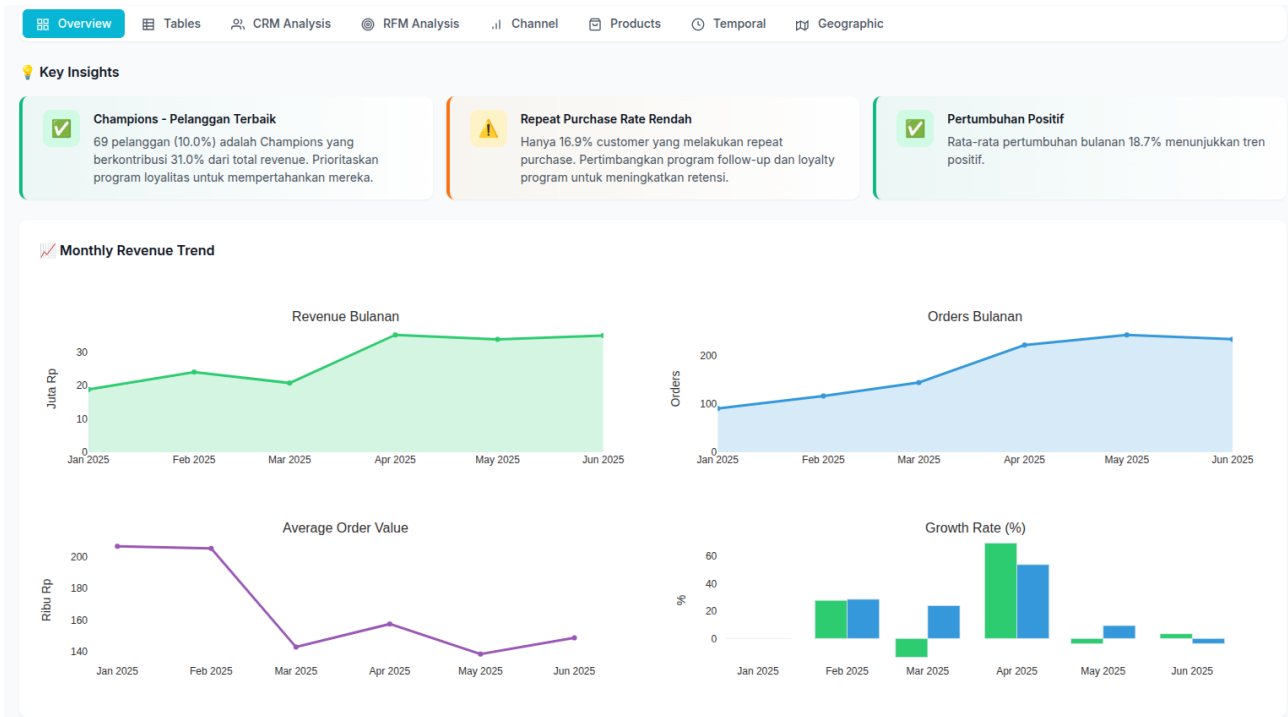 Overview Tables CRM Analysis RFM Analysis Channel Products Temporal Geographic
💡 Key Insights
Champions - Pelanggan Terbaik
69 pelanggan (10.0%) adalah Champions yang
berkontribusi 31.0% dari total revenue. Prioritaskan
program loyalitas untuk mempertahankan mereka.
Repeat Purchase Rate Rendah
Hanya 16.9% customer yang melakukan repeat
purchase. Pertimbangkan program follow-up dan loyalty
program untuk meningkatkan retensi.
Pertumbuhan Positif
Rata-rata pertumbuhan bulanan 18.7% menunjukkan tren
positif.
📈 Monthly Revenue Trend
Revenue Bulanan
Juta Rp
30
20
10
0
Jan 2025 Feb 2025 Mar 2025 Apr 2025 May 2025 Jun 2025
Orders Bulanan
Orders
200
100
0
Jan 2025 Feb 2025 Mar 2025 Apr 2025 May 2025 Jun 2025
Average Order Value
Ribu Rp
200
180
160
140
Jan 2025 Feb 2025 Mar 2025 Apr 2025 May 2025 Jun 2025
Growth Rate (%)
%
60
40
20
0
Jan 2025 Feb 2025 Mar 2025 Apr 2025 May 2025 Jun 2025